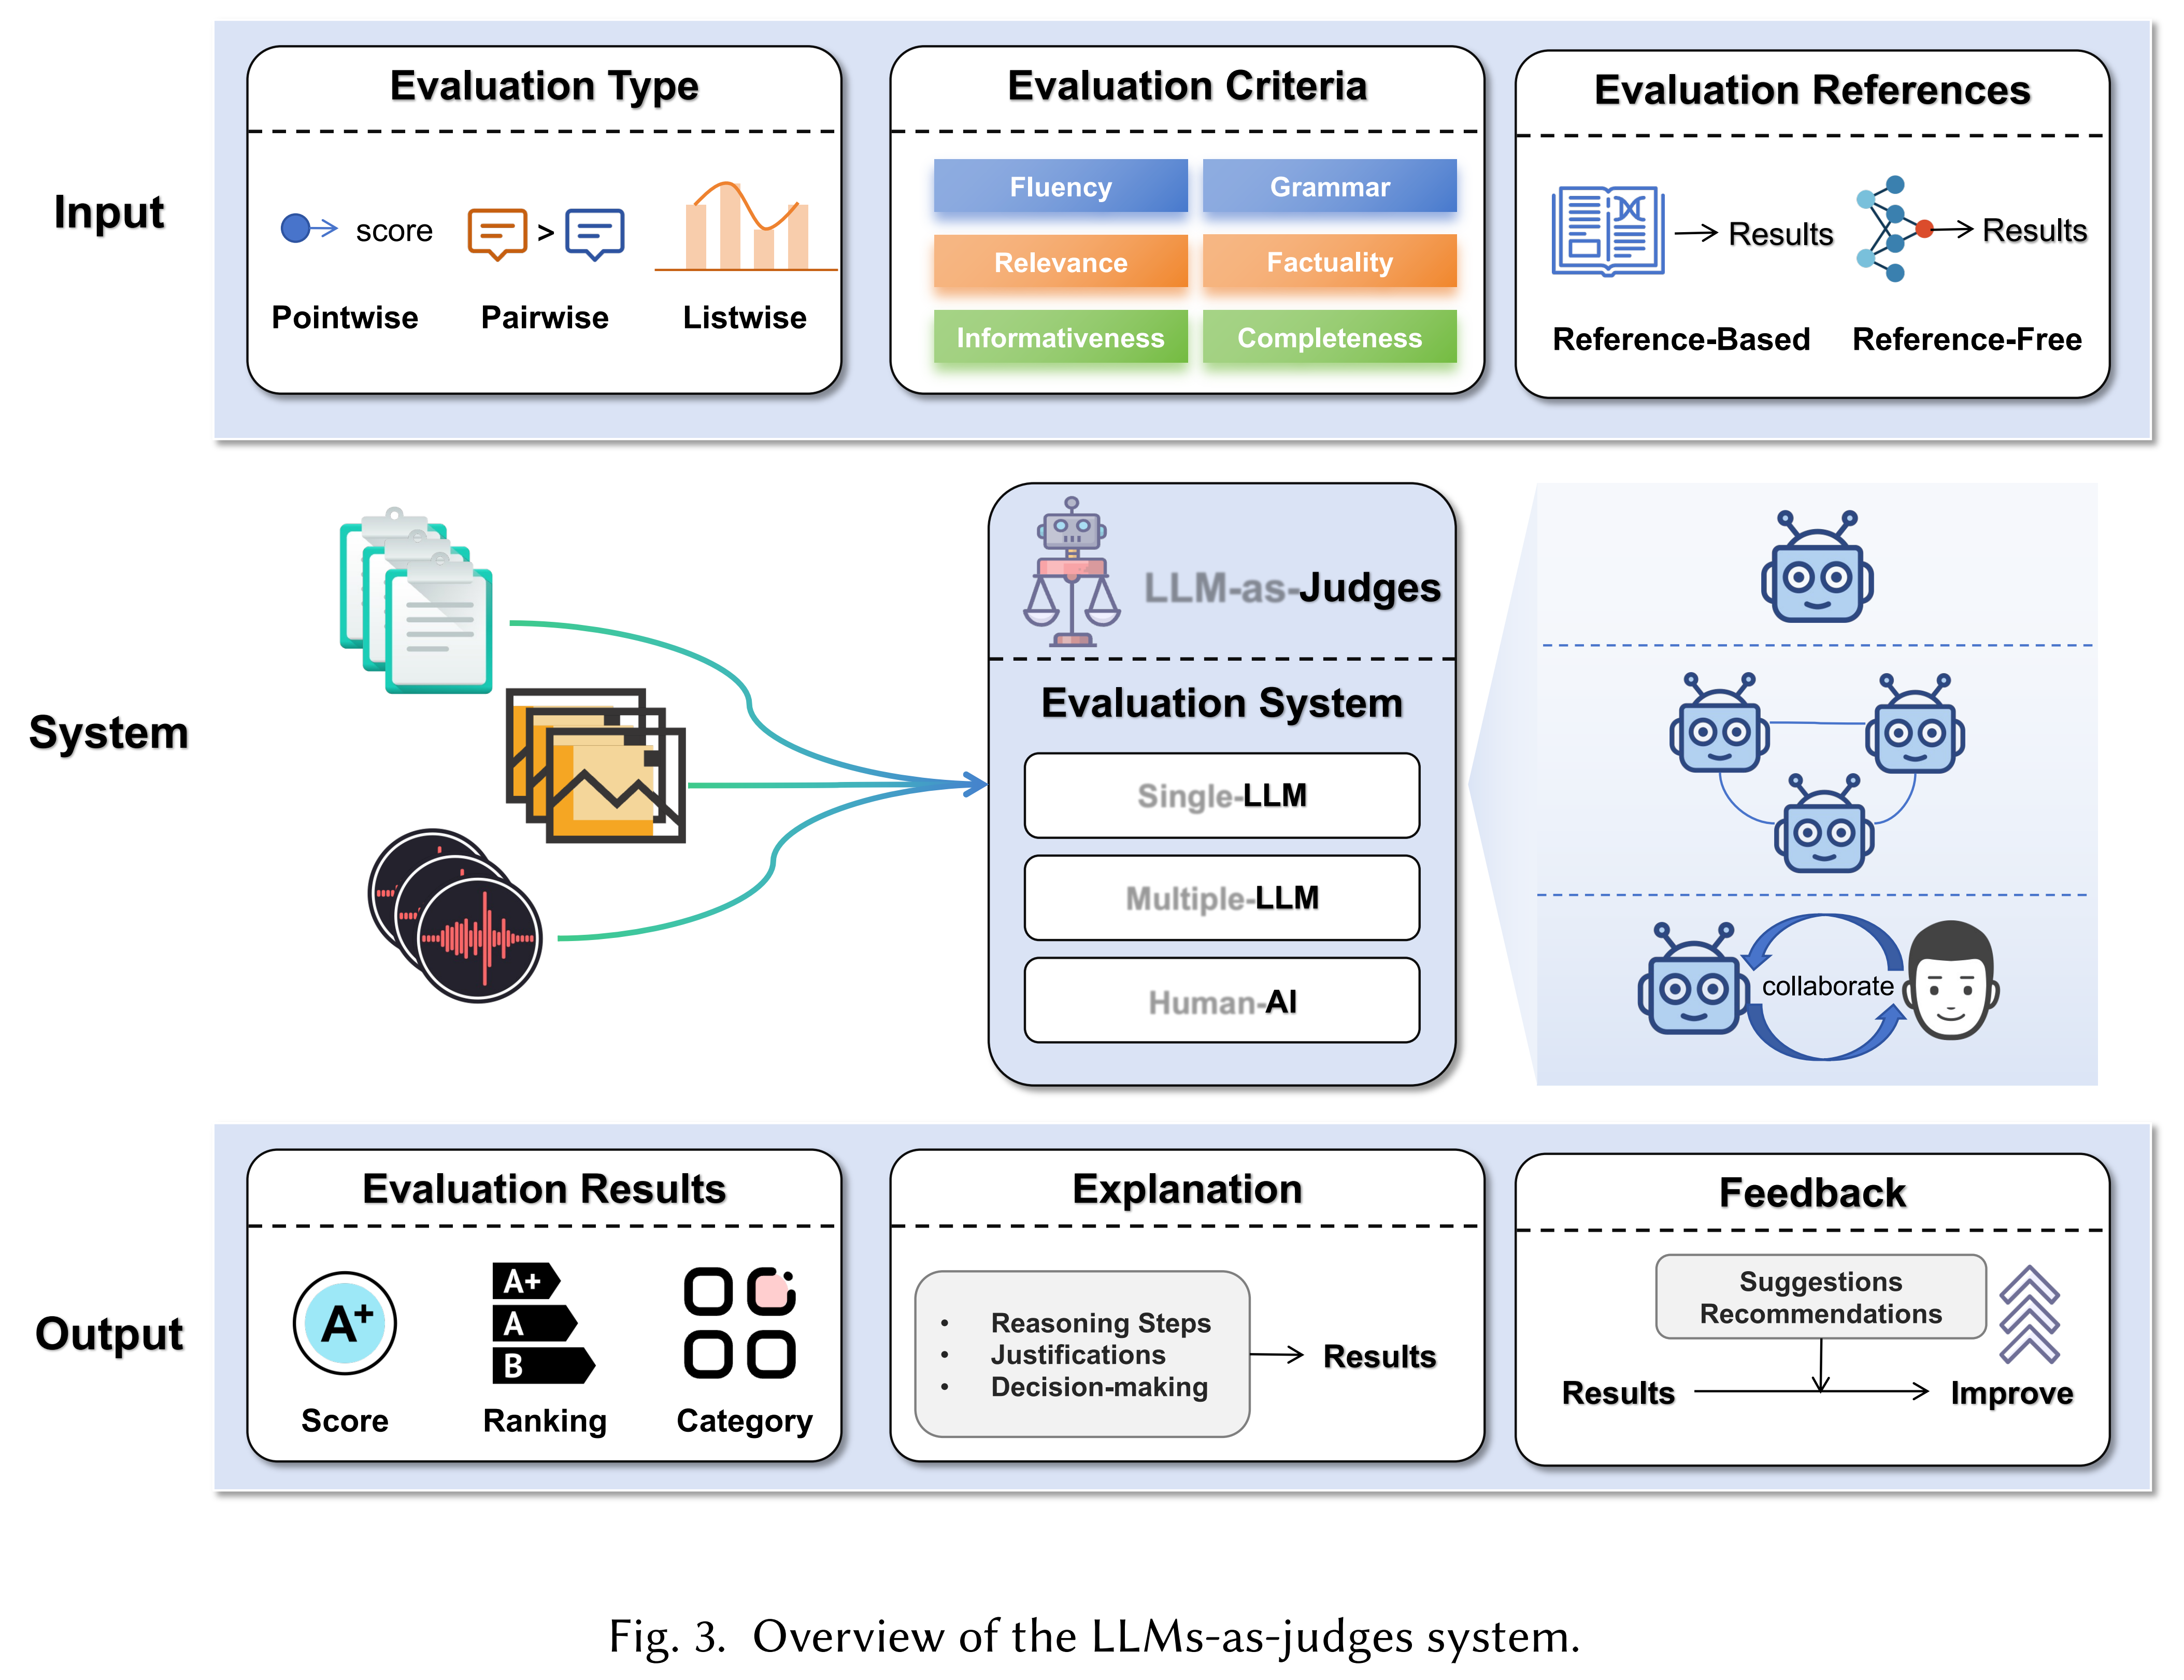 Evaluation Type
Evaluation Criteria
Evaluation References
Input
score
>
Pointwise
Pairwise
Listwise
Fluency
Grammar
Relevance
Factuality
Informativeness
Completeness
Results
Results
Reference-Based
Reference-Free
System
LLM-as-Judges
Evaluation System
Single-LLM
Multiple-LLM
Human-AI
collaborate
Output
Evaluation Results
Explanation
Feedback
A+
A+
A
B
Score
Ranking
Category
• Reasoning Steps
• Justifications
• Decision-making
Results
Suggestions
Recommendations
Results
Improve
Fig. 3. Overview of the LLMs-as-judges system.